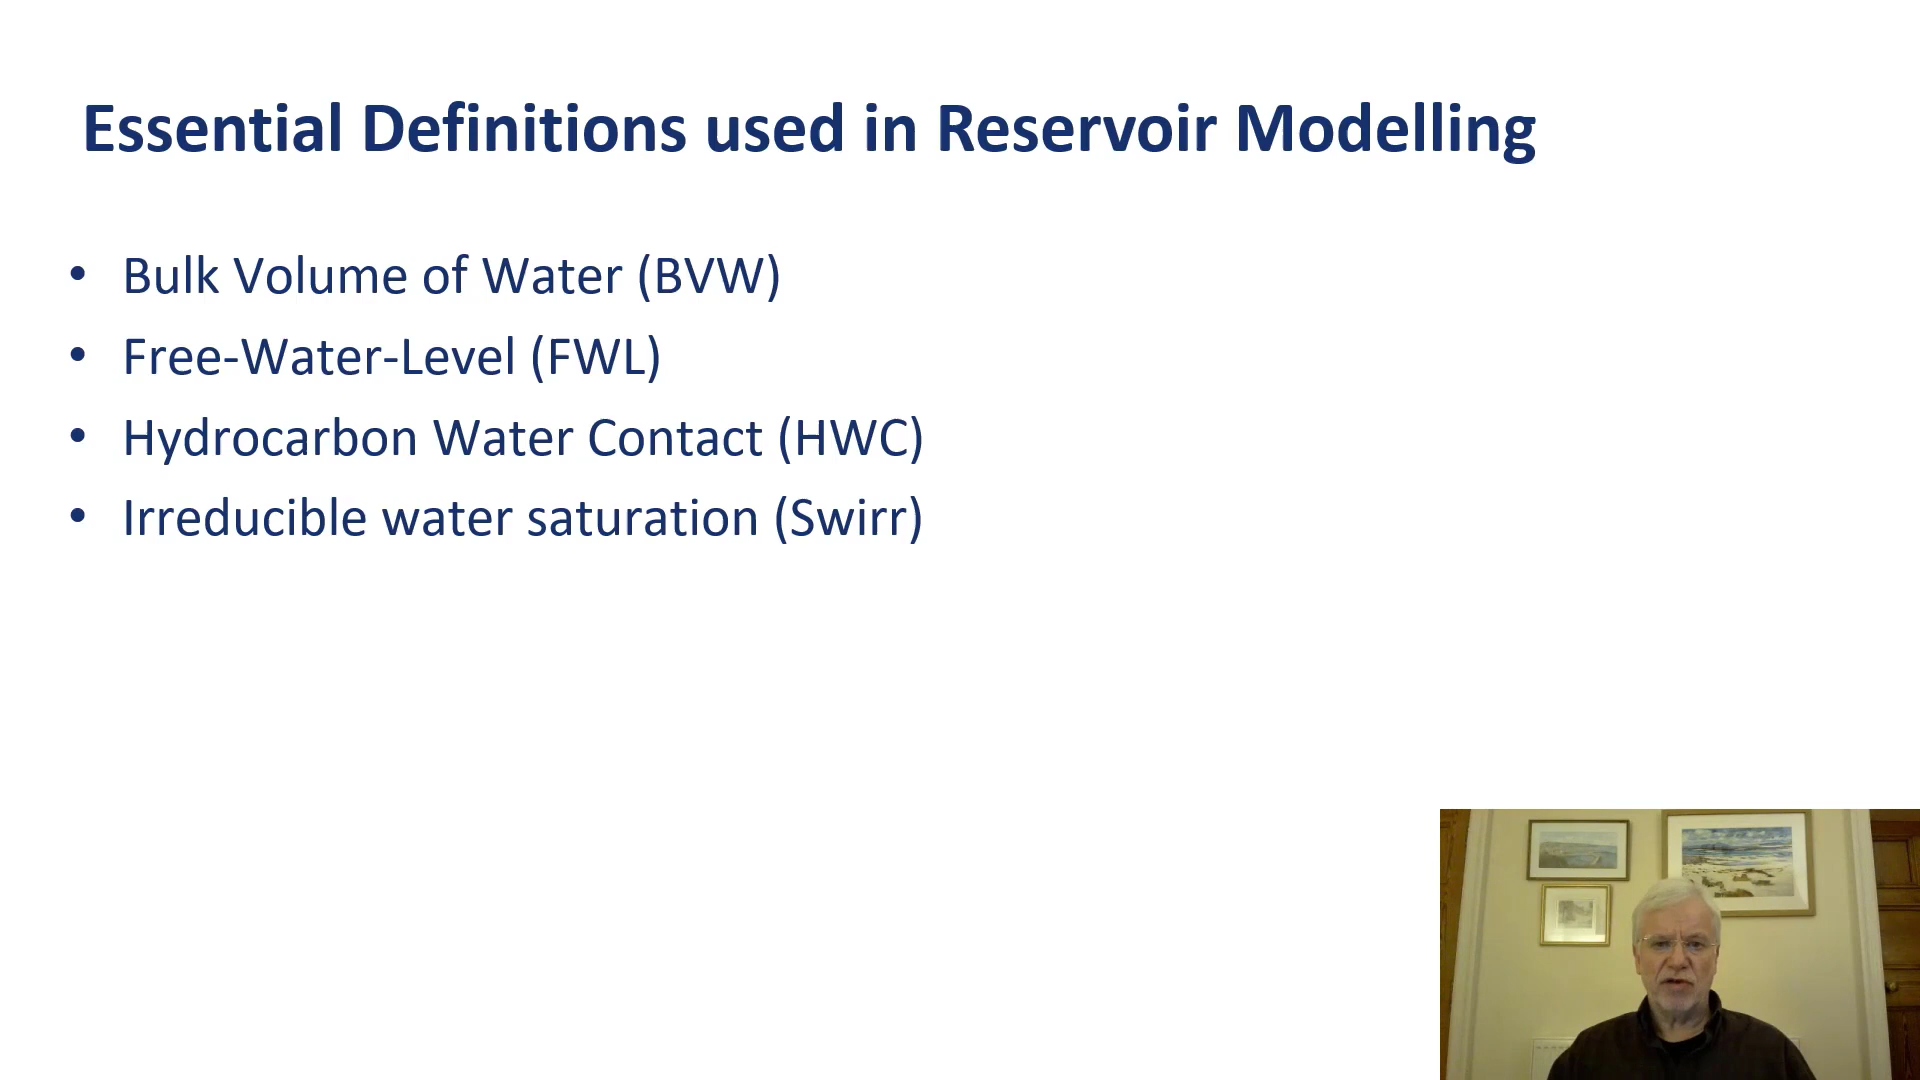 Essential Definitions used in Reservoir Modelling
• Bulk Volume of Water (BVW)
• Free-Water-Level (FWL)
• Hydrocarbon Water Contact (HWC)
• Irreducible water saturation (Swirr)